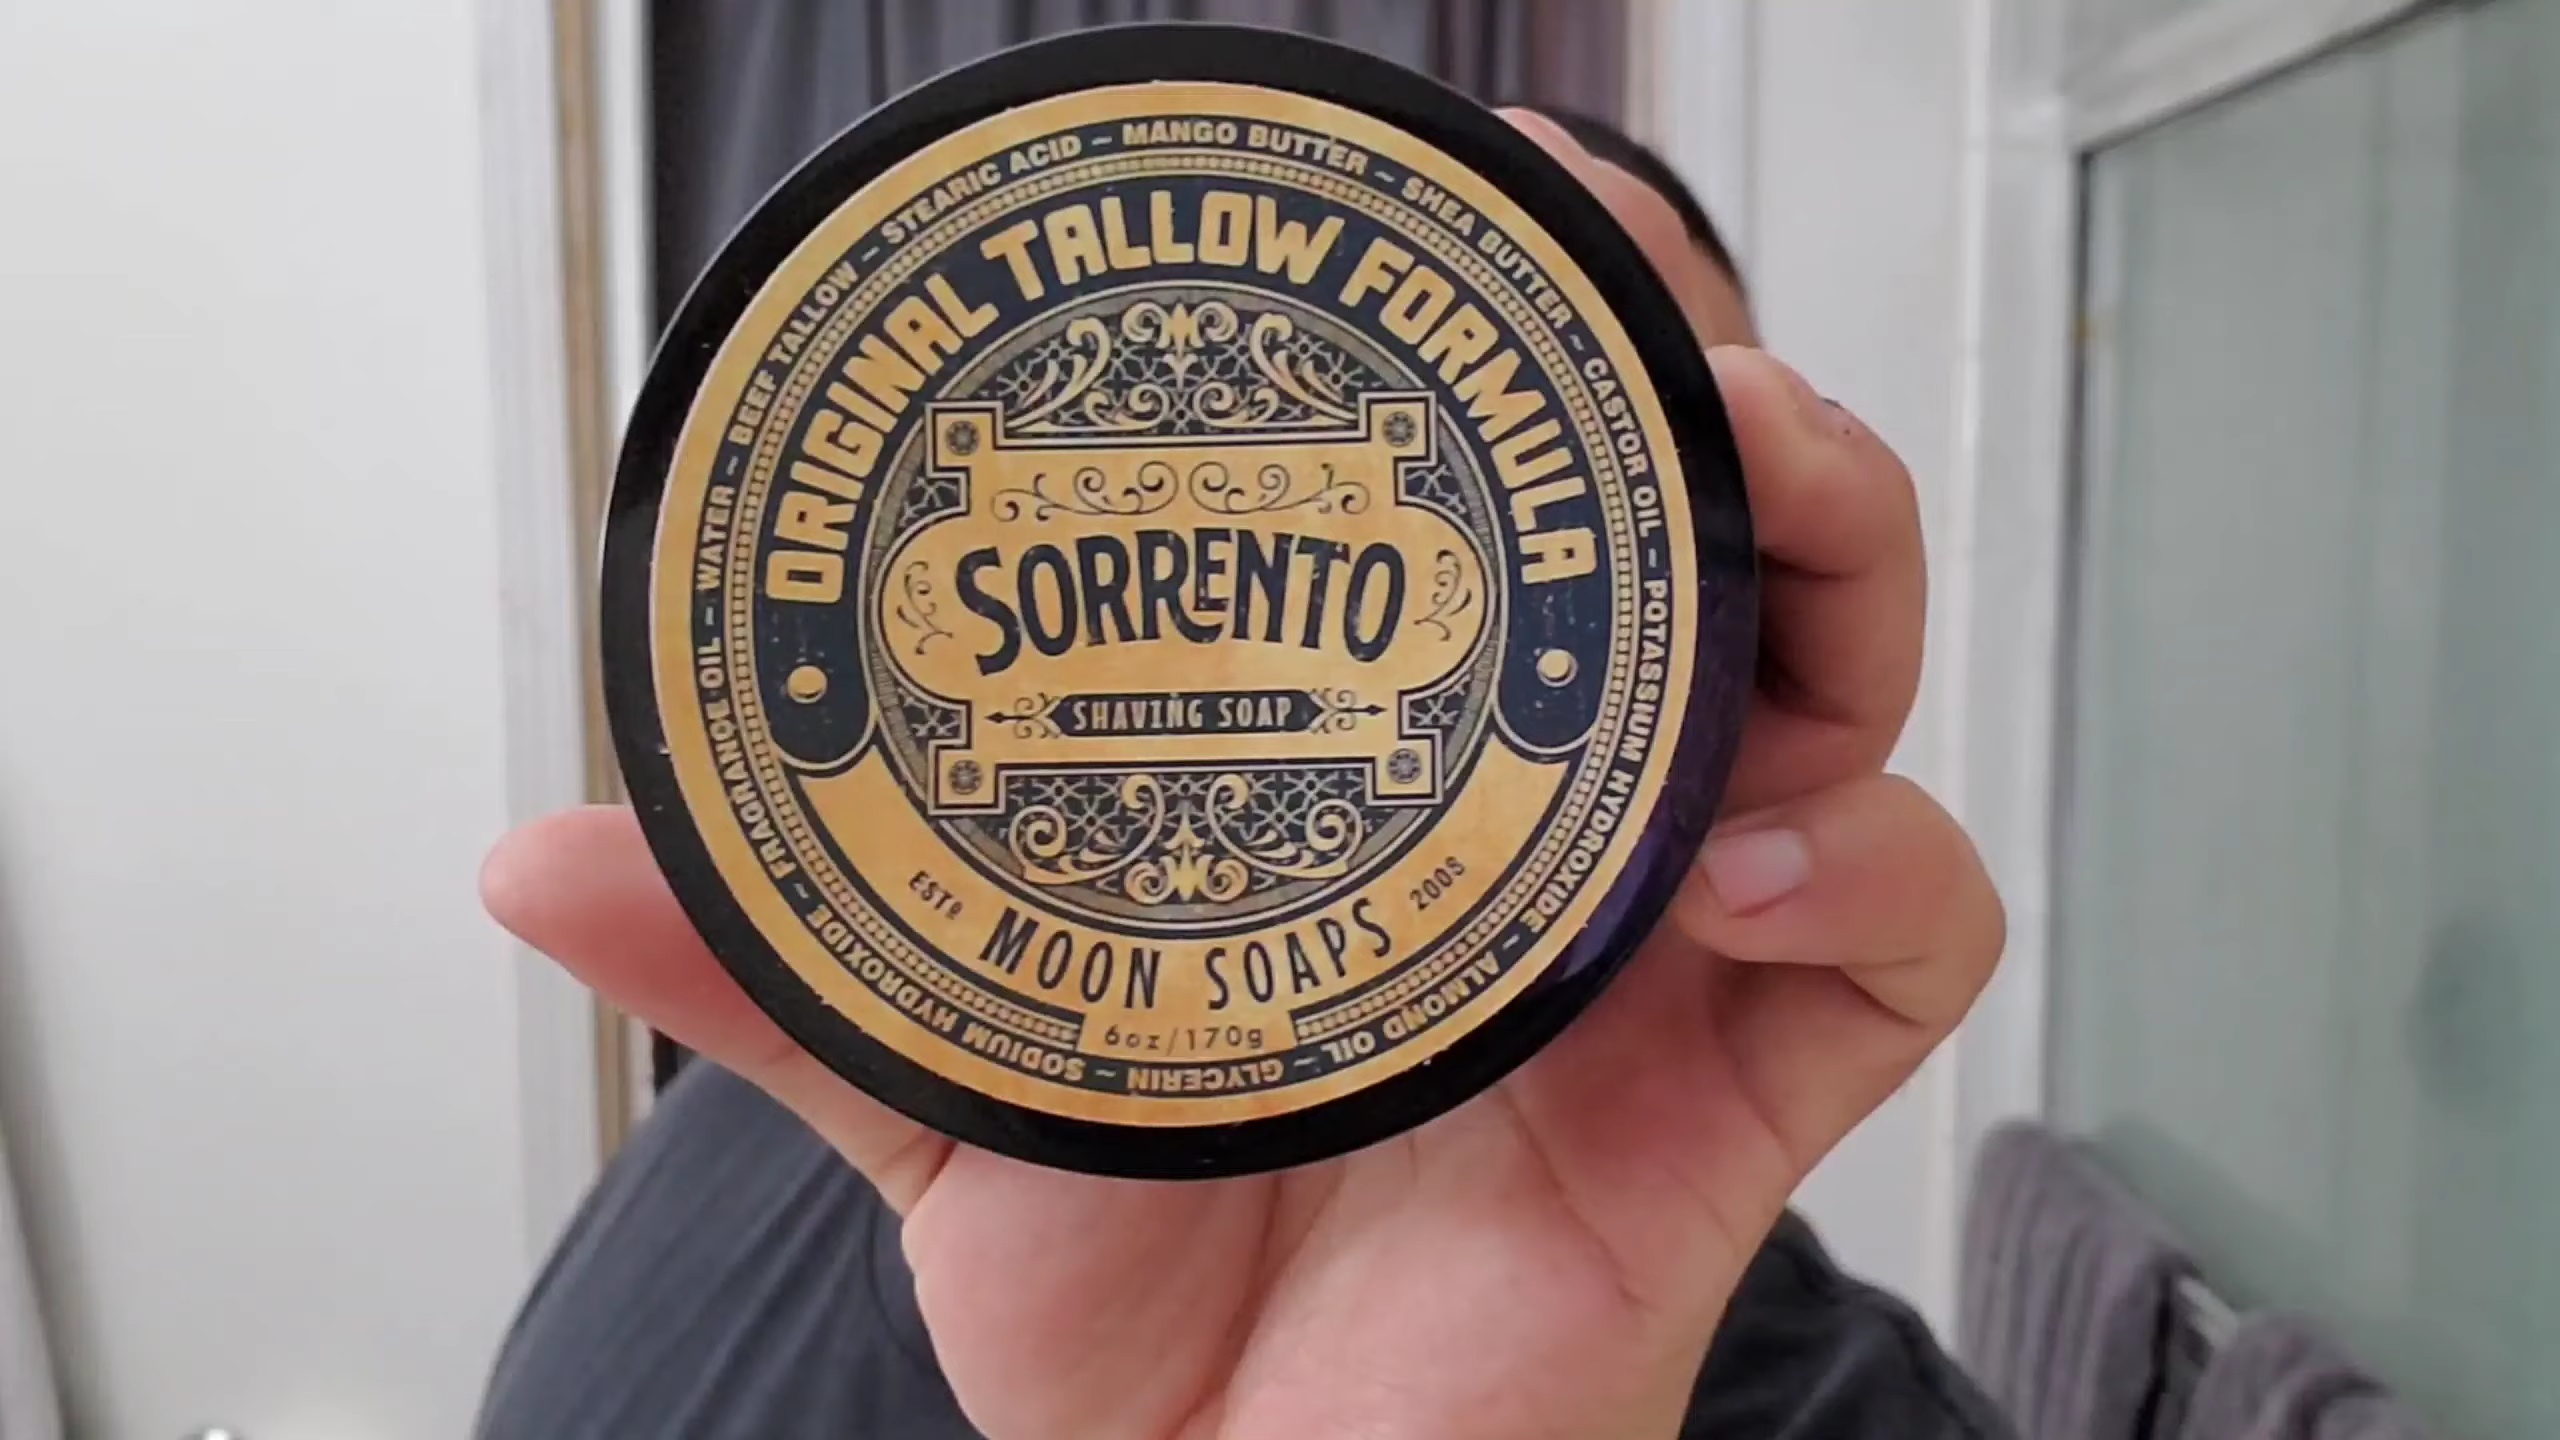 WATER ~ BEEF TALLOW ~ STEARIC ACID ~ MANGO BUTTER ~ SHEA BUTTER ~ CASTOR OIL ~ POTASSIUM HYDROXIDE ~ ALMOND OIL ~ GLYCERIN ~ SODIUM HYDROXIDE ~ FRAGRANCE OIL ~
ORIGINAL TALLOW FORMULA
SORRENTO
SHAVING SOAP
ESTD MOON SOAPS
6oz/170g